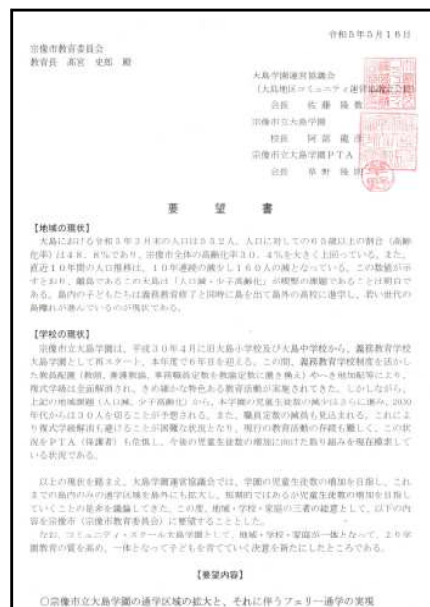 令和5年5月16日
宗像市教育委員会
教育長 高宮 史郎 殿
大島学園運営協議会
(大島地区コミュニティ運営協議会会長)
会長 佐藤
宗像市立大島学園
校長 阿部
宗像市立大島学園PTA
会長 草野
要 望 書
【地域の現状】
大島における令和5年3月末の人口は552人、人口に対しての65歳以上の割合(高齢
化率)は48.8%であり、宗像市全体の高齢化率30.4%を大きく上回っている。また、
直近10年間の人口推移は、10年連続の減少し160人の減となっている。この数値が示
すとおり、離島であるこの大島は「人口減・少子高齢化」が喫緊の課題であることは明白で
ある。島内の子どもたちは義務教育修了と同時に島を出て島外の高校に進学し、若い世代の
島離れが進んでいるのが現状である。
【学校の現状】
宗像市立大島学園は、平成30年4月に旧大島小学校及び大島中学校から、義務教育学校
大島学園として再スタート、本年度で6年目を迎える。この間、義務教育学校制度を活かし
た教員配置(教頭、養護教諭、事務職員定数を教諭定数に置き換え)やべき地加配等により、
複式学級は全面解消され、きめ細かな特色ある教育活動が実施されてきた。しかしながら、
上記の地域課題(人口減、少子高齢化)から、本学園の児童生徒数の減少はさらに進み、2030
年代からは30人を切ることが予想される。また、職員定数の減員も見込まれる。これによ
り複式学級解消も避けることが困難な状況となり、現行の教育活動の存続も難しく、この状
況をPTA(保護者)も危惧し、今後の児童生徒数の増加に向けた取り組みを現在模索して
いる状況である。
以上の現状を踏まえ、大島学園運営協議会では、学園の児童生徒数の増加を目指し、これ
までの島内のみの通学区域を島外にも拡大し、短期的ではあるが児童生徒数の増加を目指し
ていくことの是非を議論してきた。この度、地域・学校・家庭の三者の総意として、以下の内
容を宗像市(宗像市教育委員会)に要望することとした。
なお、コミュニティ・スクール大島学園として、地域・学校・家庭が一体となって、より学
園教育の質を高め、一体となって子どもを育てていく決意を新たにしたところである。
【要望内容】
○宗像市立大島学園の通学区域の拡大と、それに伴うフェリー通学の実現